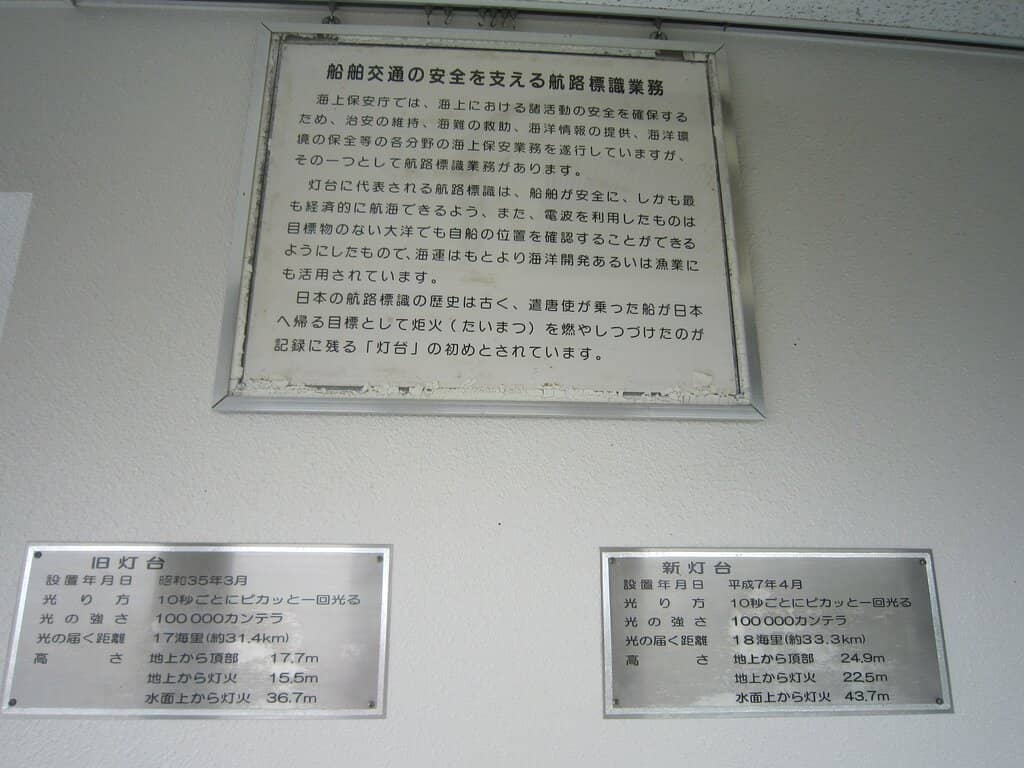 船舶交通の安全を支える航路標識業務
海上保安庁では、海上における諸活動の安全を確保する
ため、治安の維持、海難の救助、海洋情報の提供、海洋環
境の保全等の各分野の海上保安業務を遂行していますが、
その一つとして航路標識業務があります。
灯台に代表される航路標識は、船舶が安全に、しかも最
も経済的に航海できるよう、また、電波を利用したものは
目標物のない大洋でも自船の位置を確認することができる
ようにしたもので、海運はもとより海洋開発あるいは漁業に
も活用されています。
日本の航路標識の歴史は古く、遣唐使が乗った船が日本
へ帰る目標として炬火(たいまつ)を燃やしつづけたのが
記録に残る「灯台」の初めとされています。
旧灯台
設置年月日 昭和35年3月
光り方 10秒ごとにピカッと一回光る
光の強さ 100000カンテラ
光の届く距離 17海里(約31.4km)
高さ 地上から頂部 17.7m
地上から灯火 15.5m
水面上から灯火 36.7m
新灯台
設置年月日 平成7年4月
光り方 10秒ごとにピカッと一回光る
光の強さ 100000カンテラ
光の届く距離 18海里(約33.3km)
高さ 地上から頂部 24.9m
地上から灯火 22.5m
水面上から灯火 43.7m